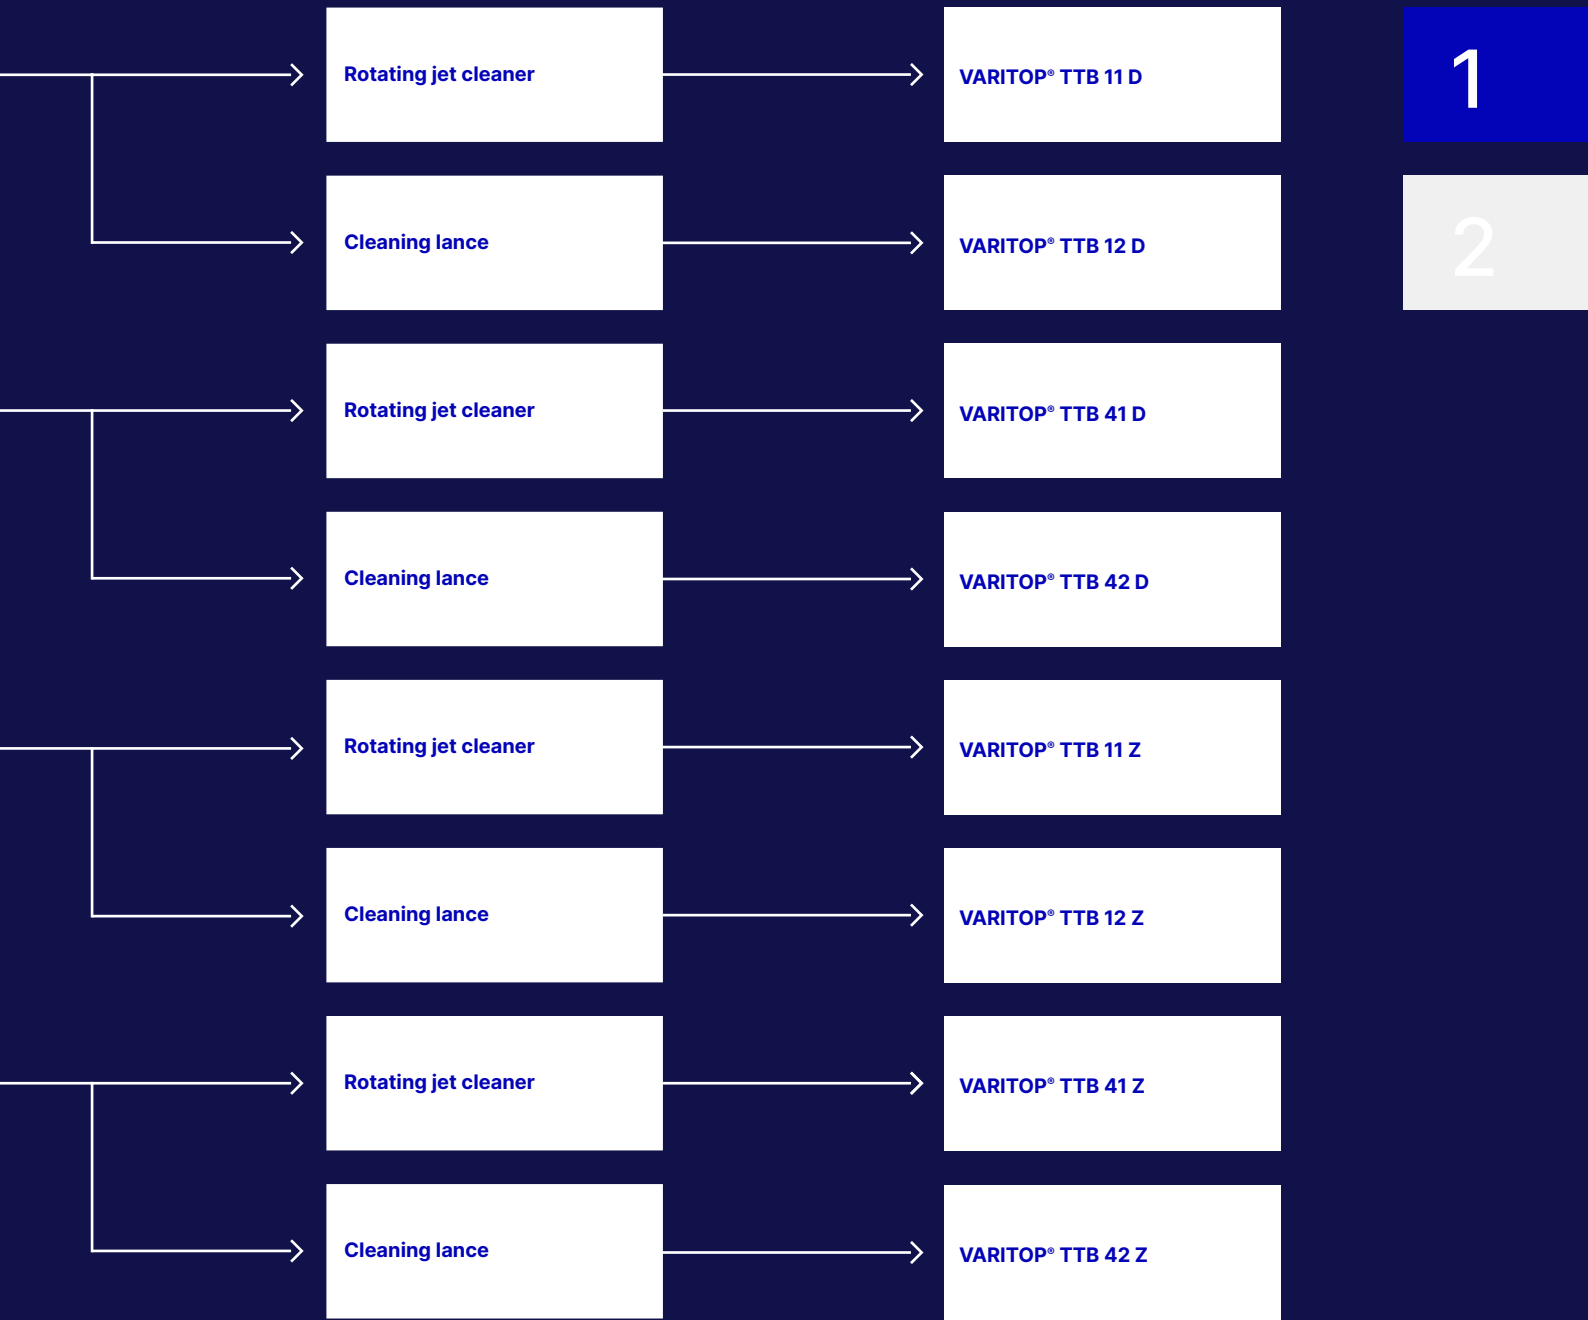 Rotating jet cleaner
VARITOP® TTB 11 D
1
Cleaning lance
VARITOP® TTB 12 D
2
Rotating jet cleaner
VARITOP® TTB 41 D
Cleaning lance
VARITOP® TTB 42 D
Rotating jet cleaner
VARITOP® TTB 11 Z
Cleaning lance
VARITOP® TTB 12 Z
Rotating jet cleaner
VARITOP® TTB 41 Z
Cleaning lance
VARITOP® TTB 42 Z